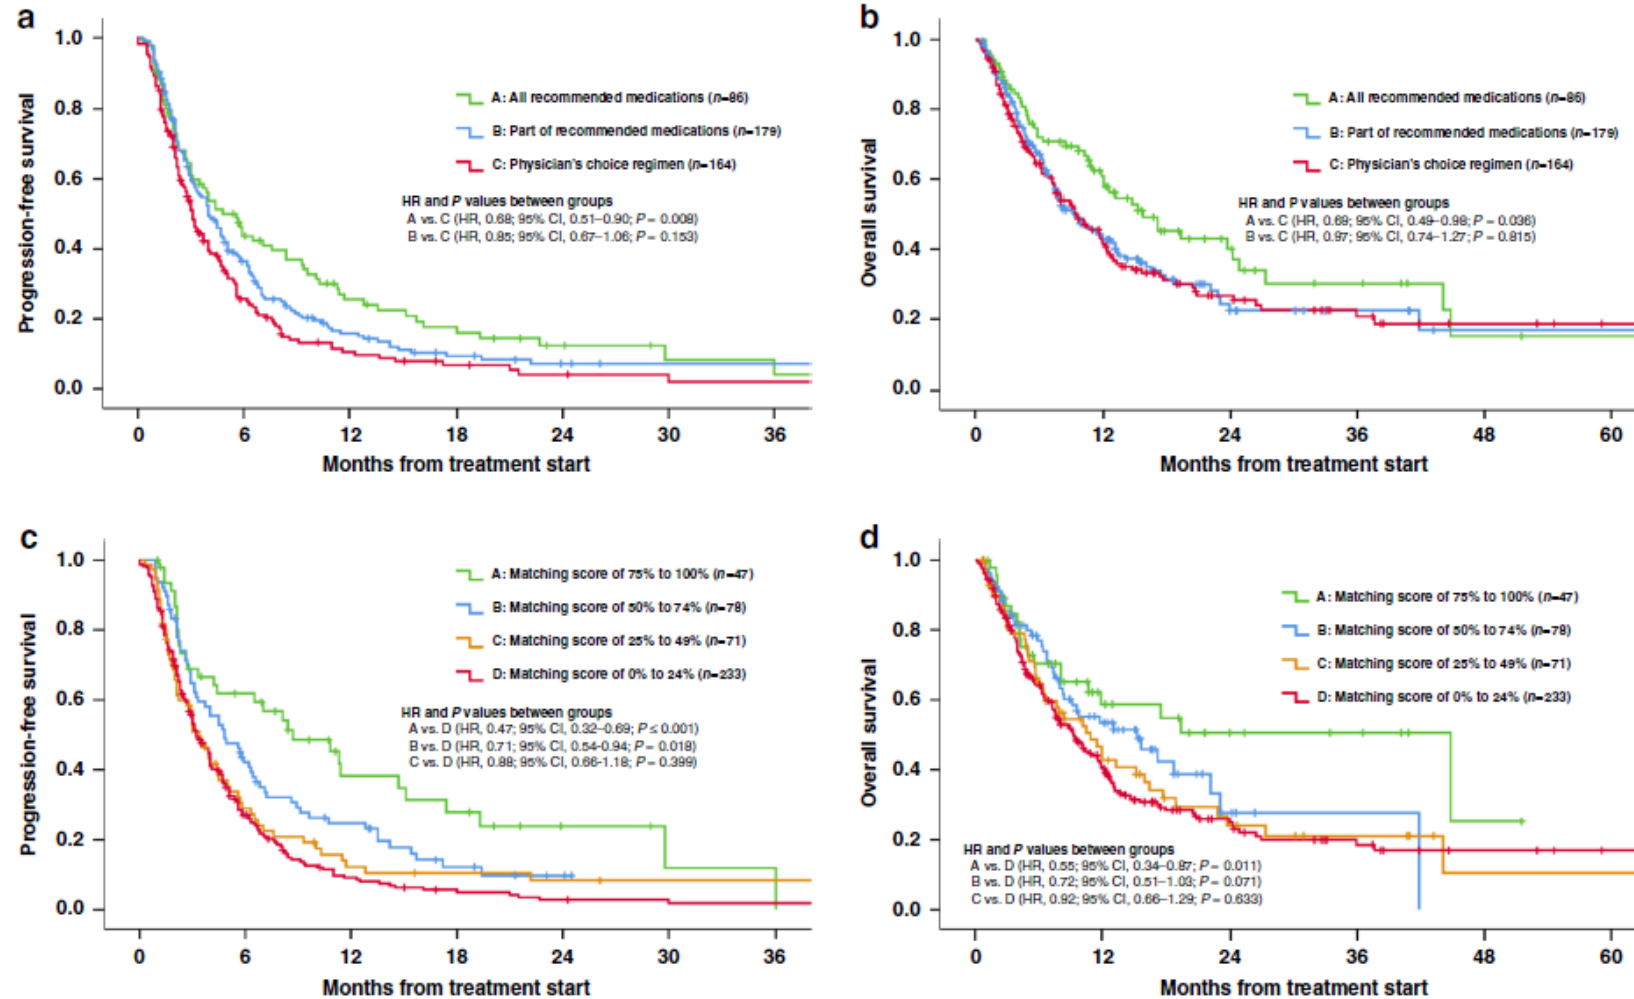 a
Progression-free survival
1.0
0.8
0.6
0.4
0.2
0.0
A: All recommended medications (n=86)
B: Part of recommended medications (n=179)
C: Physician's choice regimen (n=164)
HR and P values between groups
A vs. C (HR, 0.68; 95% CI, 0.51–0.90; P = 0.008)
B vs. C (HR, 0.85; 95% CI, 0.67–1.06; P = 0.153)
0 6 12 18 24 30 36
Months from treatment start
b
Overall survival
1.0
0.8
0.6
0.4
0.2
0.0
A: All recommended medications (n=86)
B: Part of recommended medications (n=179)
C: Physician's choice regimen (n=164)
HR and P values between groups
A vs. C (HR, 0.69; 95% CI, 0.49–0.98; P = 0.036)
B vs. C (HR, 0.97; 95% CI, 0.74–1.27; P = 0.815)
0 12 24 36 48 60
Months from treatment start
c
Progression-free survival
1.0
0.8
0.6
0.4
0.2
0.0
A: Matching score of 75% to 100% (n=47)
B: Matching score of 50% to 74% (n=78)
C: Matching score of 25% to 49% (n=71)
D: Matching score of 0% to 24% (n=233)
HR and P values between groups
A vs. D (HR, 0.47; 95% CI, 0.32–0.69; P ≤ 0.001)
B vs. D (HR, 0.71; 95% CI, 0.54-0.94; P = 0.018)
C vs. D (HR, 0.88; 95% CI, 0.66-1.18; P = 0.399)
0 6 12 18 24 30 36
Months from treatment start
d
Overall survival
1.0
0.8
0.6
0.4
0.2
0.0
A: Matching score of 75% to 100% (n=47)
B: Matching score of 50% to 74% (n=78)
C: Matching score of 25% to 49% (n=71)
D: Matching score of 0% to 24% (n=233)
HR and P values between groups
A vs. D (HR, 0.55; 95% CI, 0.34–0.87; P = 0.011)
B vs. D (HR, 0.72; 95% CI, 0.51–1.03; P = 0.071)
C vs. D (HR, 0.92; 95% CI, 0.66–1.29; P = 0.633)
0 12 24 36 48 60
Months from treatment start